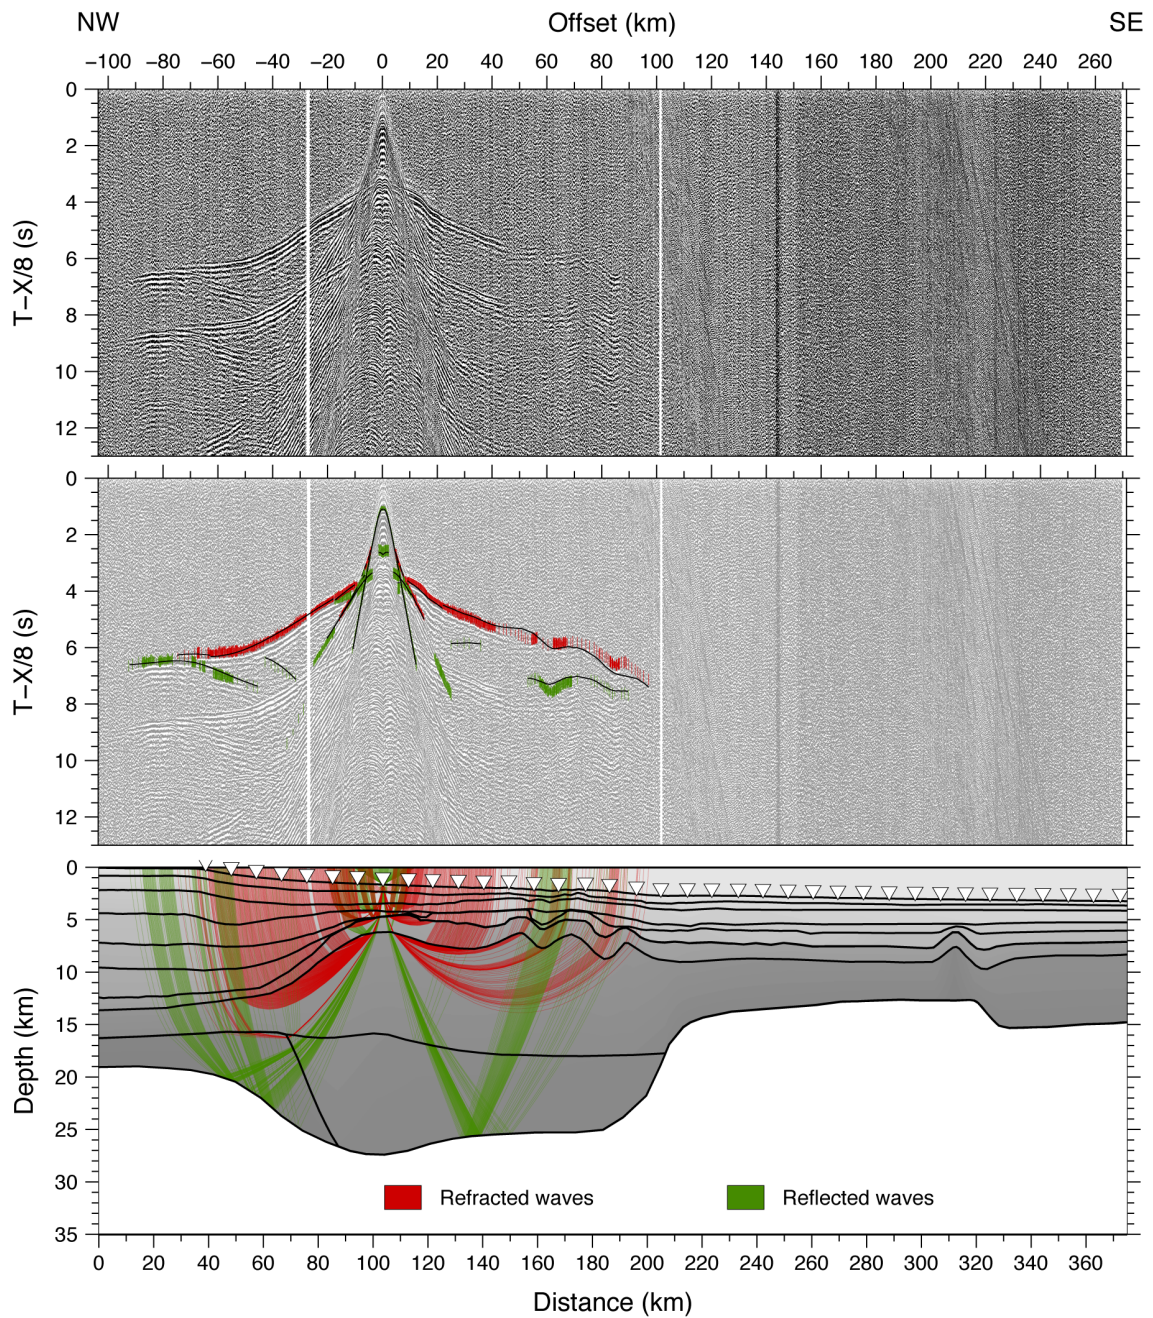 NW Offset (km) SE
−100 −80 −60 −40 −20 0 20 40 60 80 100 120 140 160 180 200 220 240 260
T−X/8 (s)
0
2
4
6
8
10
12
T−X/8 (s)
0
2
4
6
8
10
12
Depth (km)
0
5
10
15
20
25
30
35
Refracted waves Reflected waves
0 20 40 60 80 100 120 140 160 180 200 220 240 260 280 300 320 340 360
Distance (km)